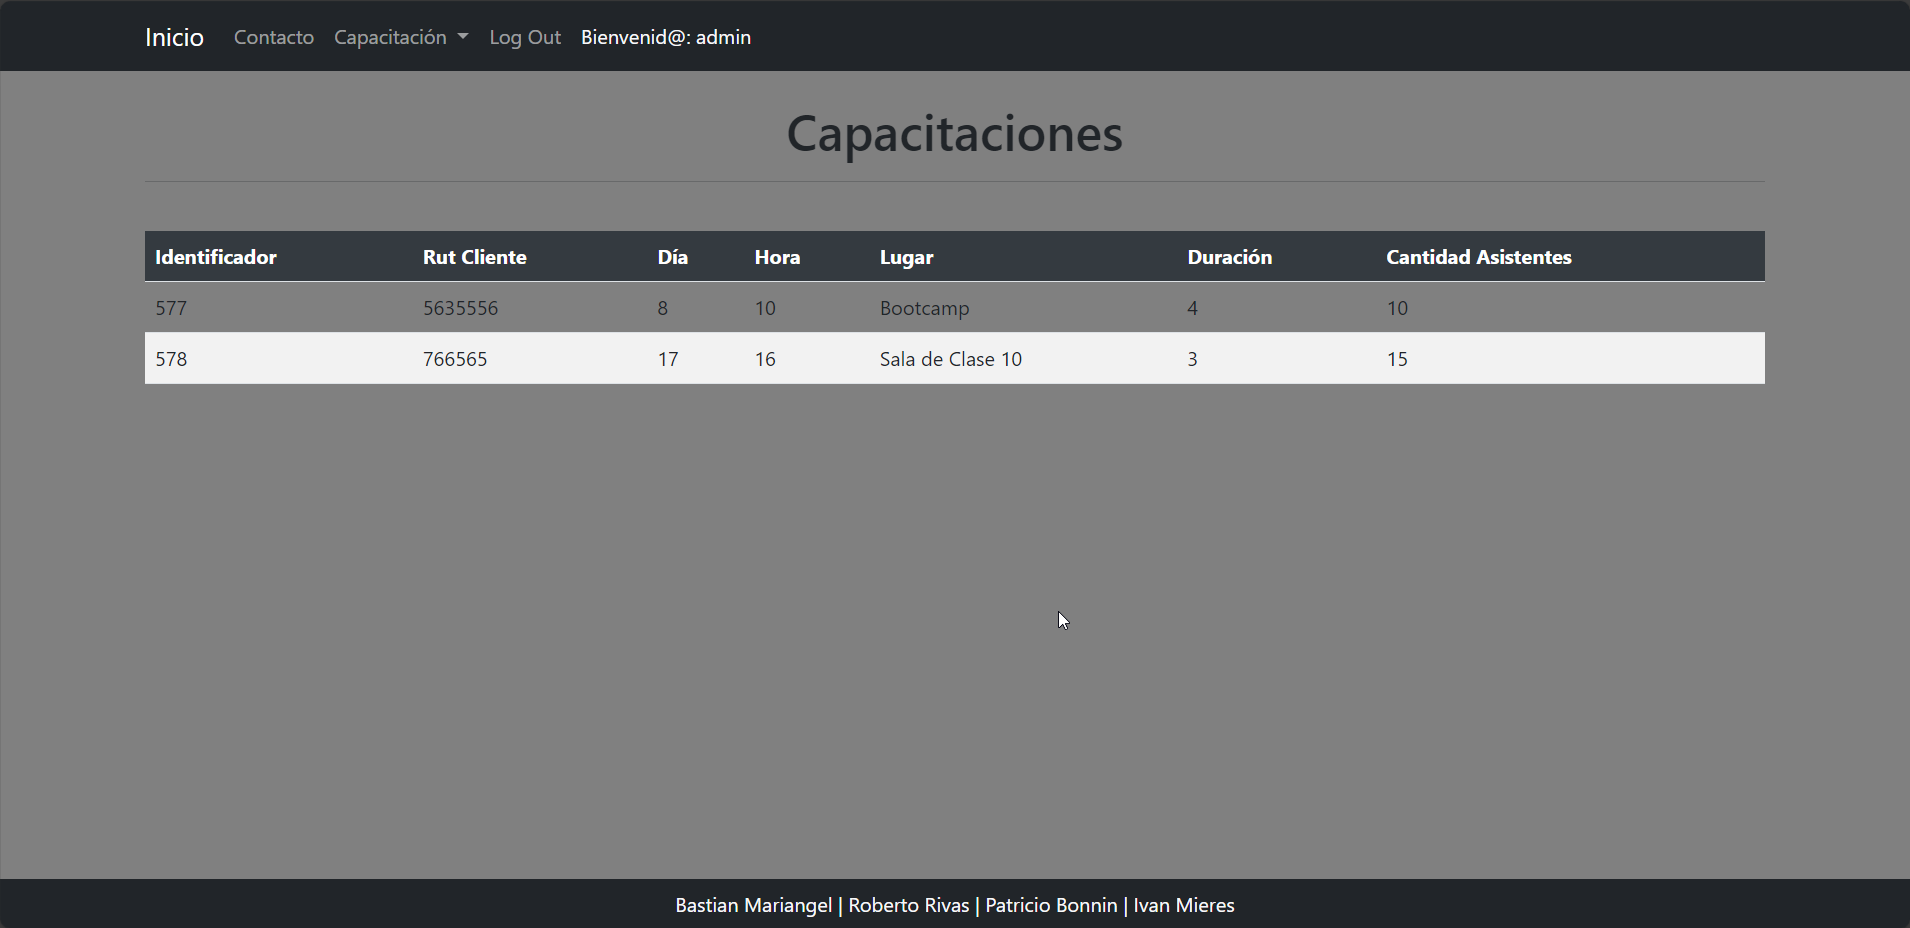 Inicio Contacto Capacitación Log Out Bienvenid@: admin
Capacitaciones
Identificador Rut Cliente Día Hora Lugar Duración Cantidad Asistentes
577 5635556 8 10 Bootcamp 4 10
578 766565 17 16 Sala de Clase 10 3 15
Bastian Mariangel | Roberto Rivas | Patricio Bonnin | Ivan Mieres